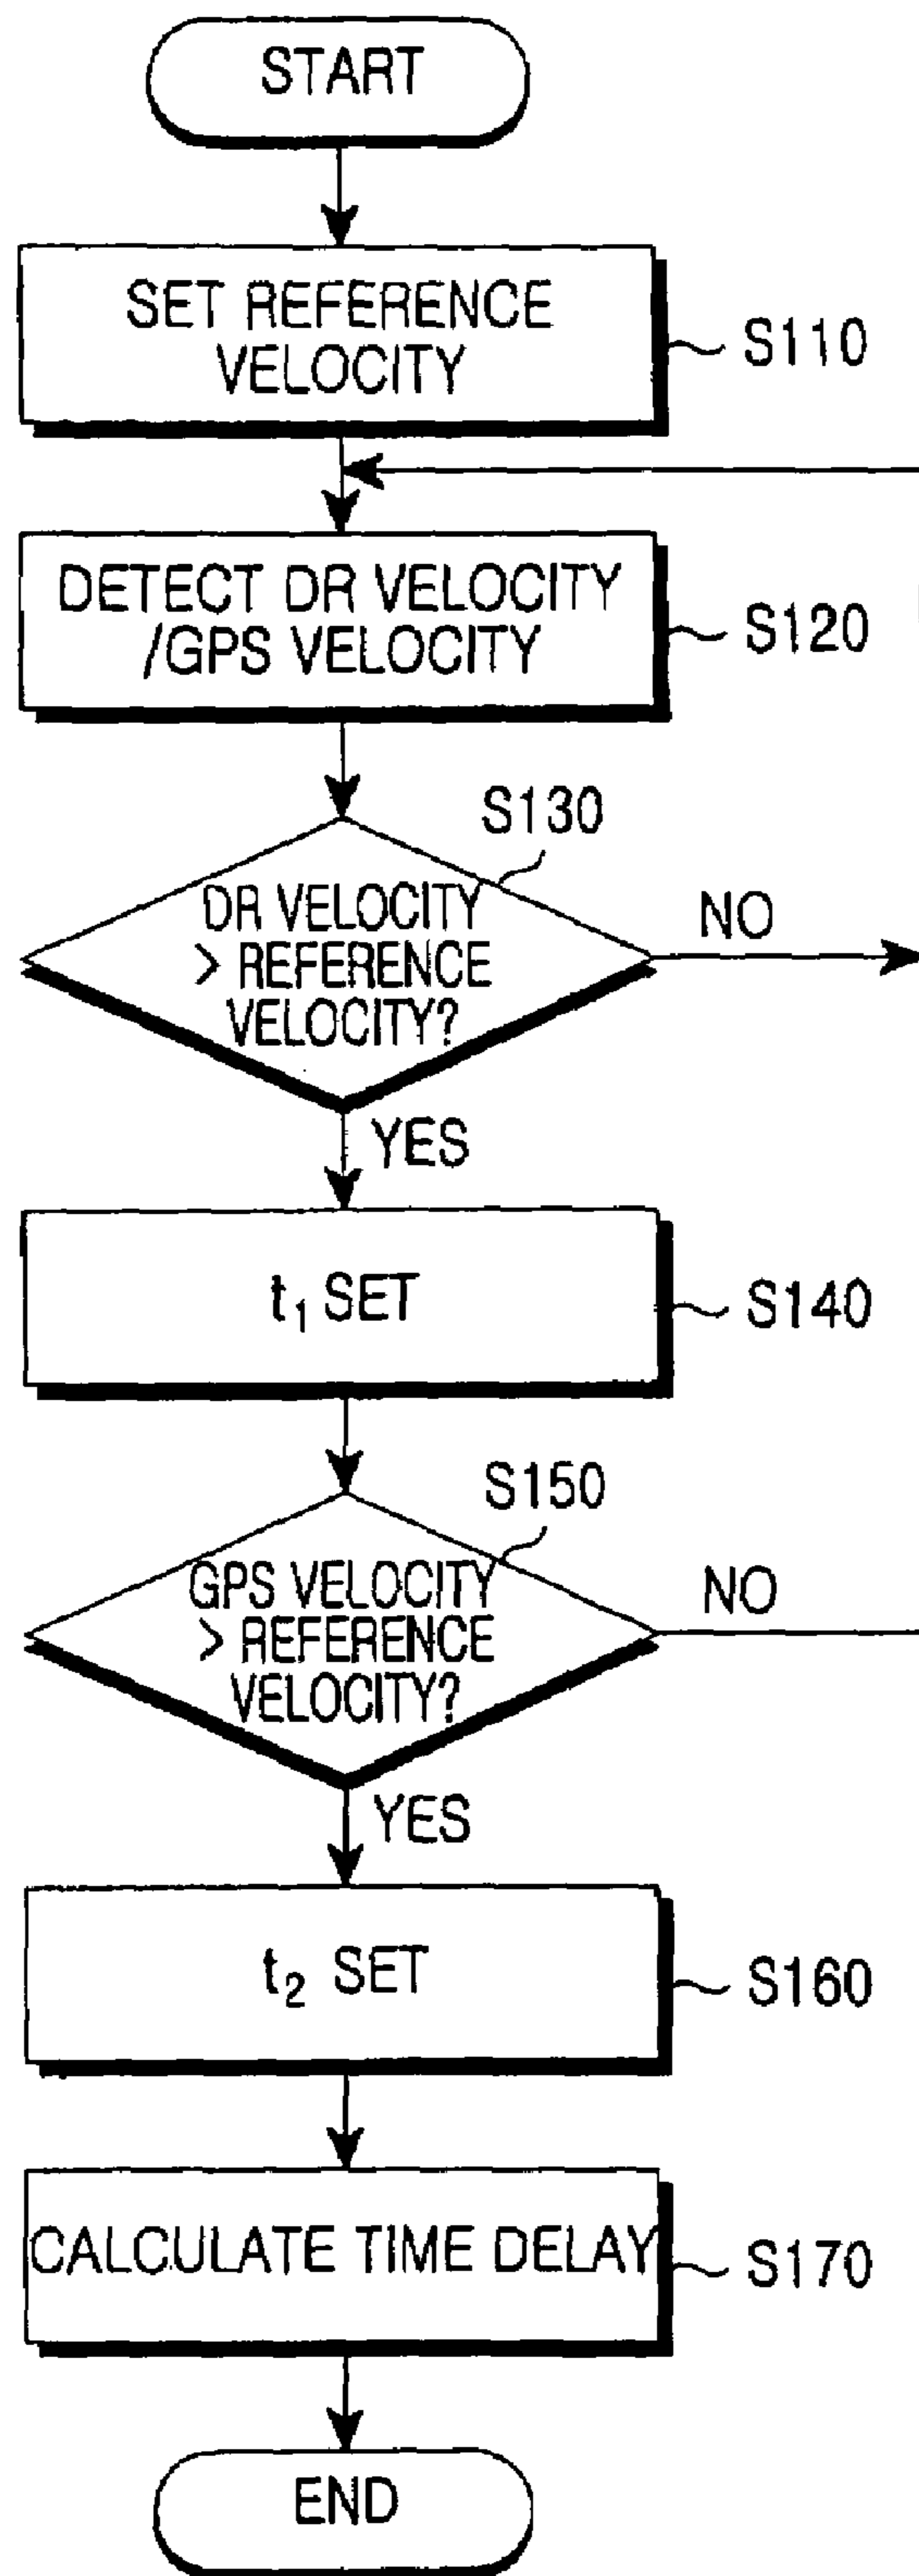 START
SET REFERENCE
VELOCITY
S110
DETECT DR VELOCITY
/GPS VELOCITY
S120
S130
DR VELOCITY
> REFERENCE
VELOCITY?
NO
YES
t₁ SET
S140
S150
GPS VELOCITY
> REFERENCE
VELOCITY?
NO
YES
t₂ SET
S160
CALCULATE TIME DELAY
S170
END